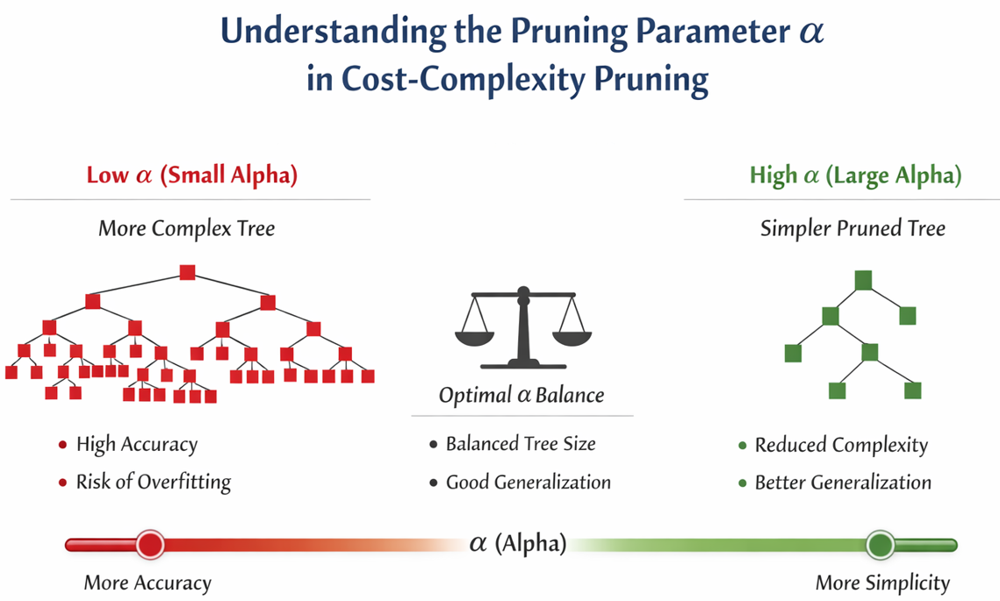 Understanding the Pruning Parameter α
in Cost-Complexity Pruning
Low α (Small Alpha)
More Complex Tree
• High Accuracy
• Risk of Overfitting
Optimal α Balance
• Balanced Tree Size
• Good Generalization
High α (Large Alpha)
Simpler Pruned Tree
• Reduced Complexity
• Better Generalization
α (Alpha)
More Accuracy
More Simplicity